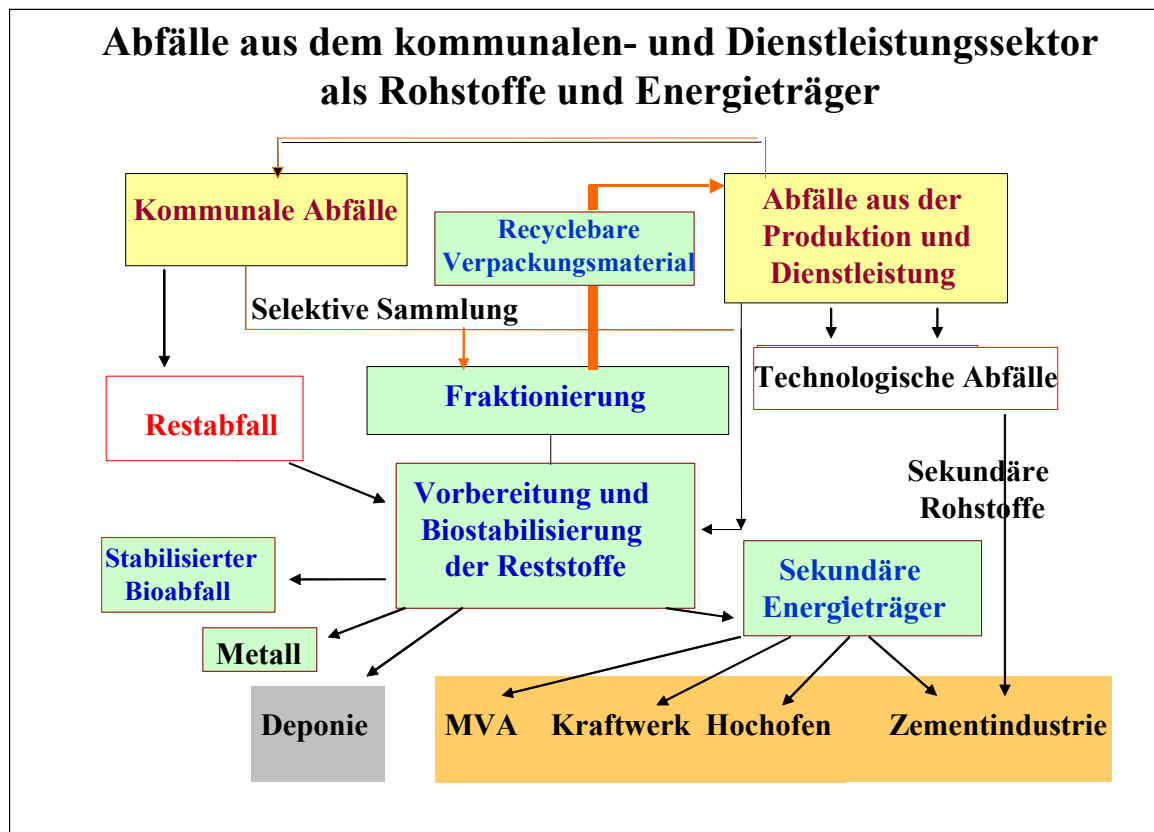 Abfälle aus dem kommunalen- und Dienstleistungssektor
als Rohstoffe und Energieträger
Kommunale Abfälle
Recyclebare
Verpackungsmaterial
Abfälle aus der
Produktion und
Dienstleistung
Selektive Sammlung
Technologische Abfälle
Restabfall
Fraktionierung
Sekundäre
Rohstoffe
Vorbereitung und
Biostabilisierung
der Reststoffe
Stabilisierter
Bioabfall
Sekundäre
Energieträger
Metall
Deponie
MVA
Kraftwerk
Hochofen
Zementindustrie